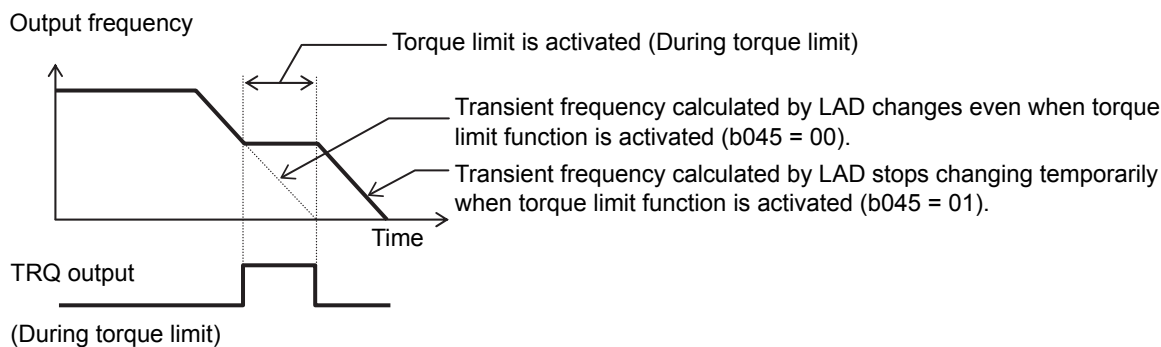 Output frequency
Torque limit is activated (During torque limit)
Transient frequency calculated by LAD changes even when torque
limit function is activated (b045 = 00).
Transient frequency calculated by LAD stops changing temporarily
when torque limit function is activated (b045 = 01).
Time
TRQ output
(During torque limit)